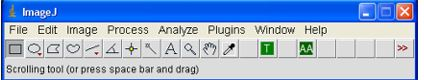 ImageJ
File Edit Image Process Analyze Plugins Window Help
A T AA >>
Scrolling tool (or press space bar and drag)